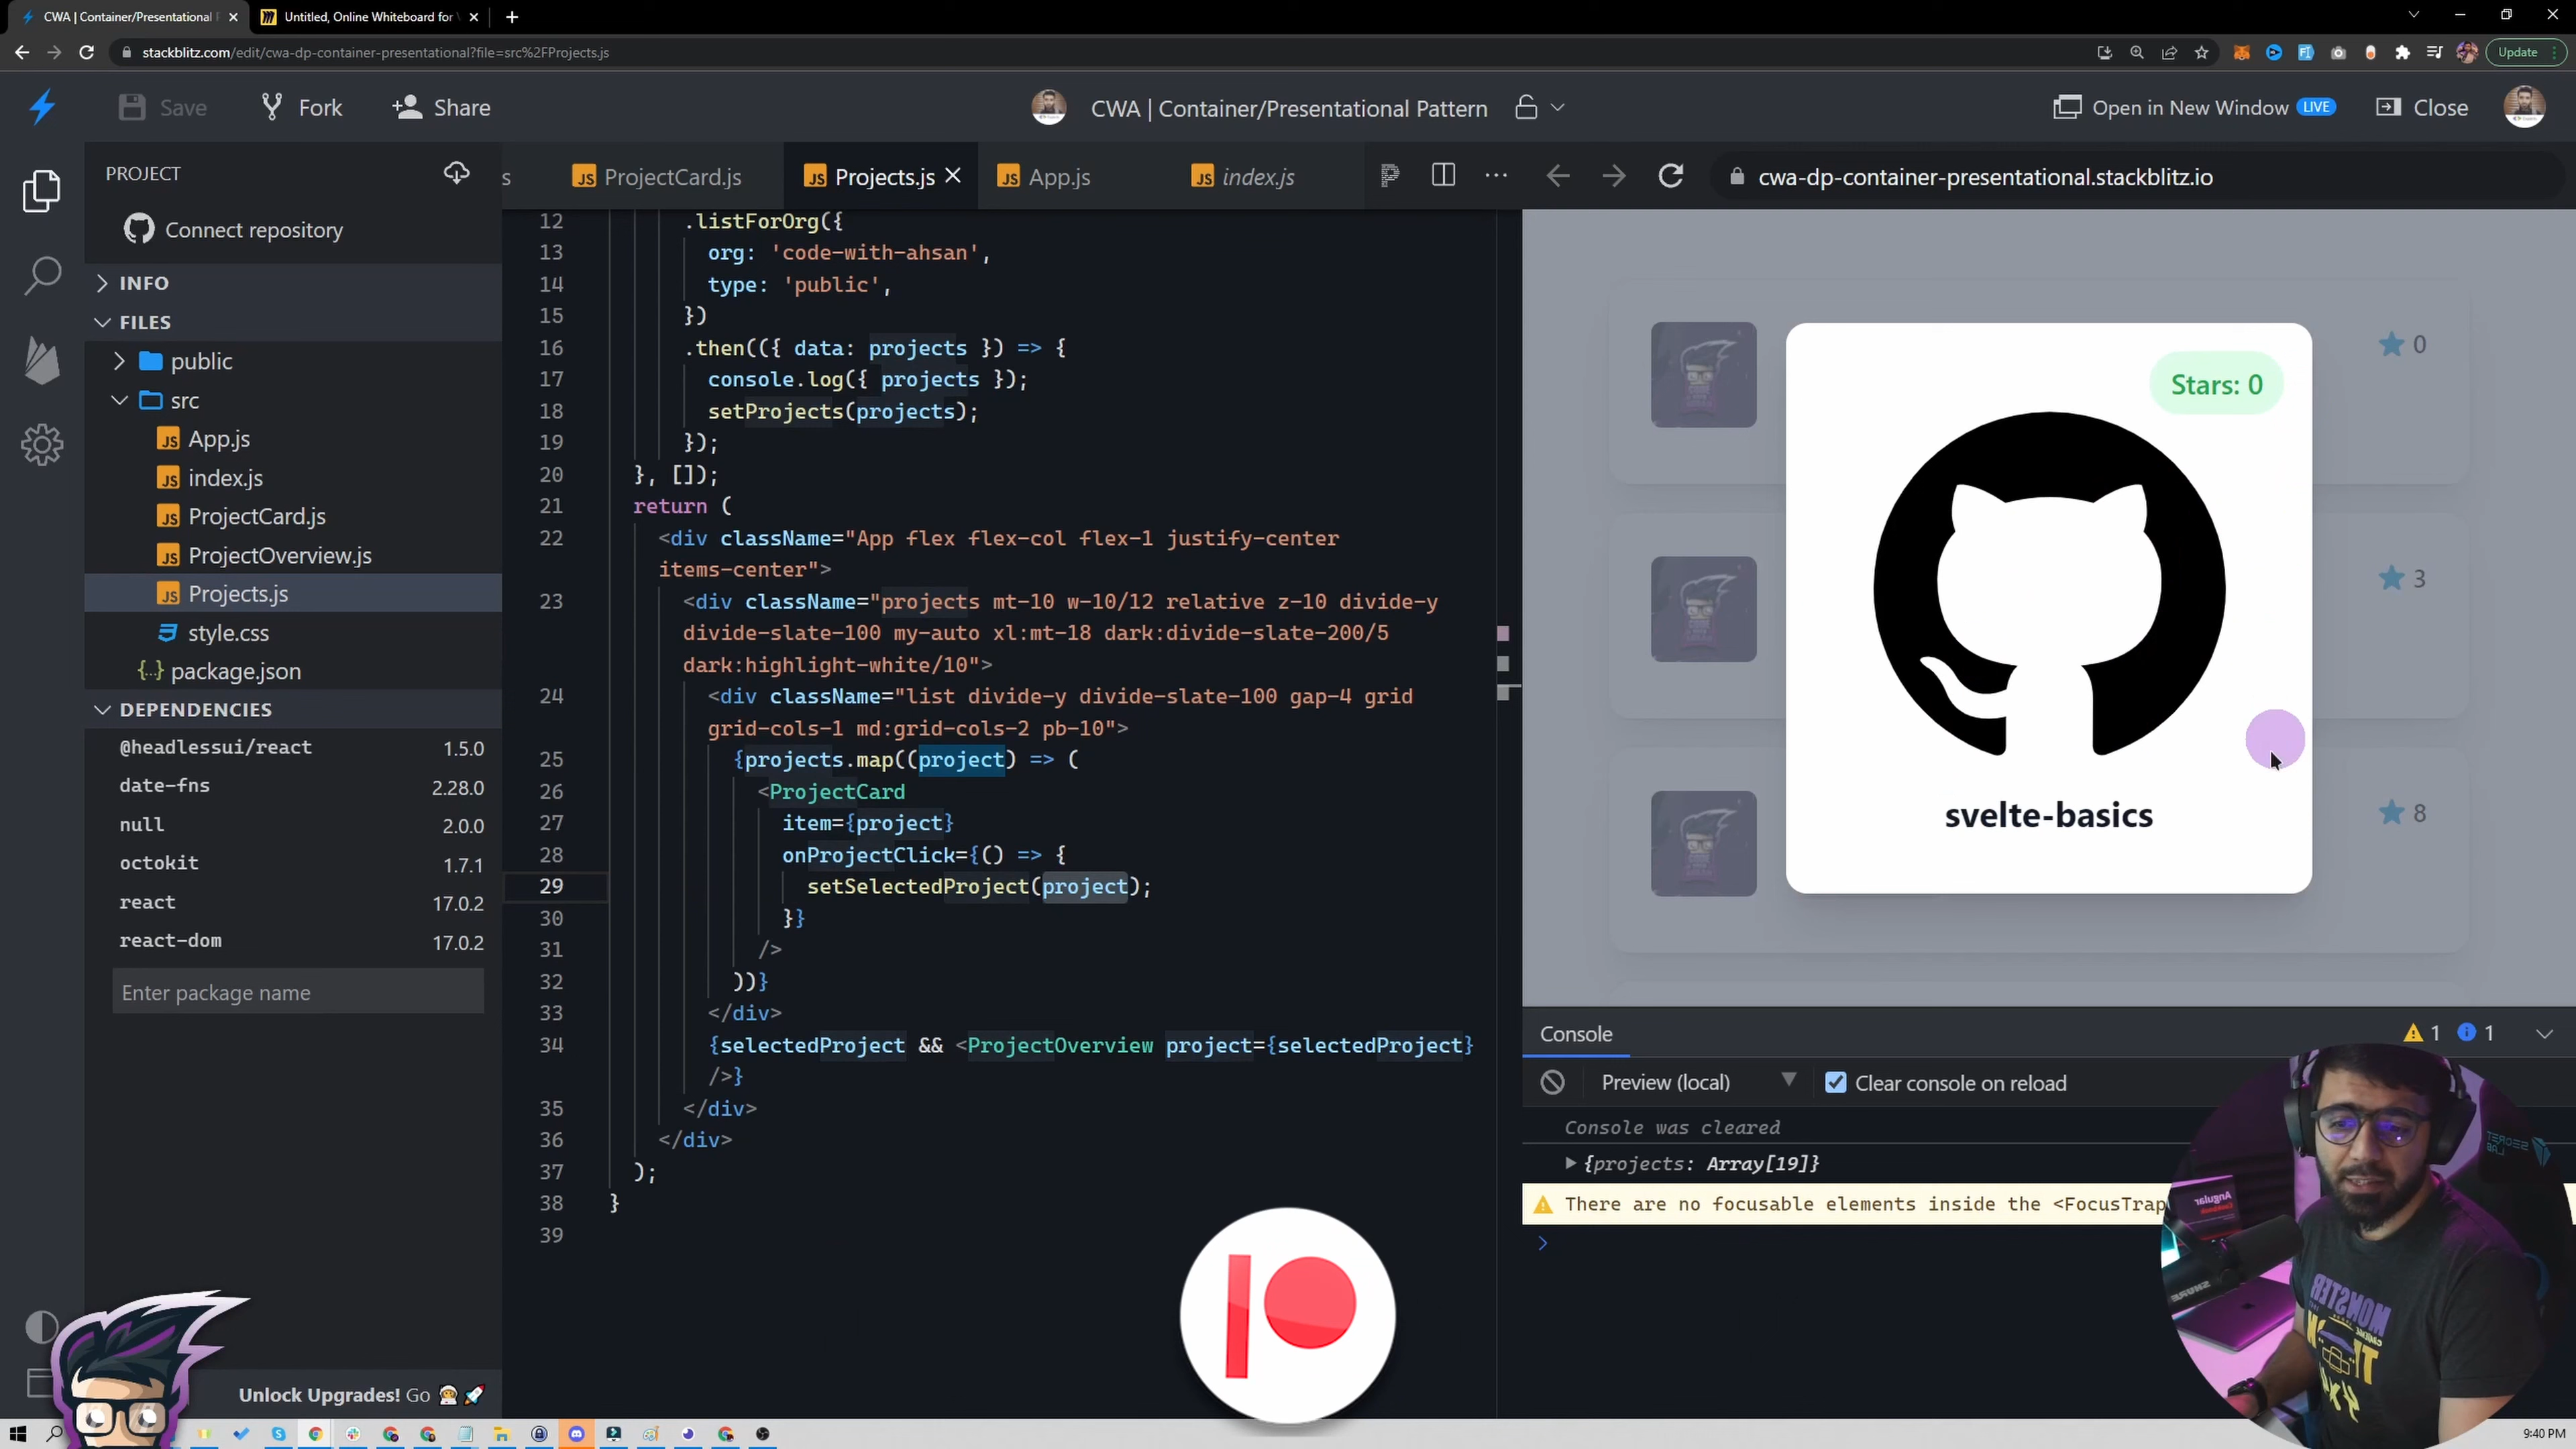 CWA | Container/Presentational P
Untitled, Online Whiteboard for
stackblitz.com/edit/cwa-dp-container-presentational?file=src%2FProjects.js
Update
Save
Fork
Share
CWA | Container/Presentational Pattern
Open in New Window LIVE
Close
PROJECT
Connect repository
INFO
FILES
public
src
JS App.js
JS index.js
JS ProjectCard.js
JS ProjectOverview.js
JS Projects.js
style.css
{..} package.json
DEPENDENCIES
@headlessui/react 1.5.0
date-fns 2.28.0
null 2.0.0
octokit 1.7.1
react 17.0.2
react-dom 17.0.2
Enter package name
Unlock Upgrades! Go
s
JS ProjectCard.js
JS Projects.js
JS App.js
JS index.js
12 .listForOrg({
13 org: 'code-with-ahsan',
14 type: 'public',
15 })
16 .then(({ data: projects }) => {
17 console.log({ projects });
18 setProjects(projects);
19 });
20 }, []);
21 return (
22 <div className="App flex flex-col flex-1 justify-center
items-center">
23 <div className="projects mt-10 w-10/12 relative z-10 divide-y
divide-slate-100 my-auto xl:mt-18 dark:divide-slate-200/5
dark:highlight-white/10">
24 <div className="list divide-y divide-slate-100 gap-4 grid
grid-cols-1 md:grid-cols-2 pb-10">
25 {projects.map((project) => (
26 <ProjectCard
27 item={project}
28 onProjectClick={() => {
29 setSelectedProject(project);
30 }}
31 />
32 ))}
33 </div>
34 {selectedProject && <ProjectOverview project={selectedProject}
/>}
35 </div>
36 </div>
37 );
38 }
39
cwa-dp-container-presentational.stackblitz.io
0
3
8
Stars: 0
svelte-basics
Console
1
1
Preview (local)
Clear console on reload
Console was cleared
{projects: Array[19]}
There are no focusable elements inside the <FocusTrap
MONSTER
9:40 PM